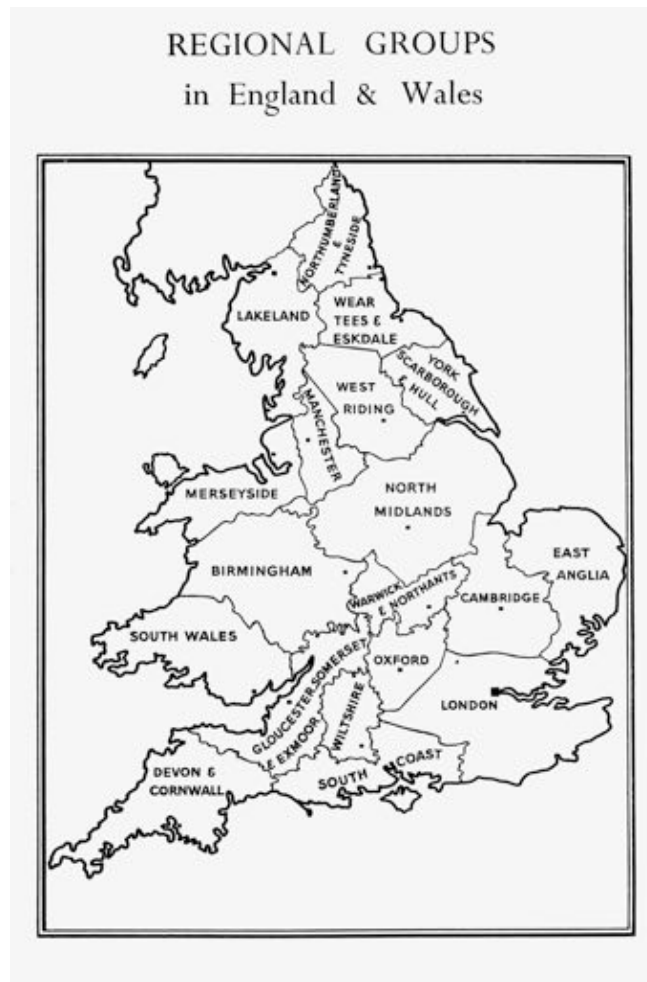 REGIONAL GROUPS
in England & Wales
NORTHUMBERLAND
&
TYNESIDE
LAKELAND
WEAR
TEES &
ESKDALE
YORK
SCARBOROUGH
& HULL
WEST
RIDING
MANCHESTER
MERSEYSIDE
NORTH
MIDLANDS
EAST
ANGLIA
BIRMINGHAM
WARWICK
& NORTHANTS
CAMBRIDGE
SOUTH WALES
OXFORD
GLOUCESTER, SOMERSET
& EXMOOR
WILTSHIRE
LONDON
SOUTH COAST
DEVON &
CORNWALL